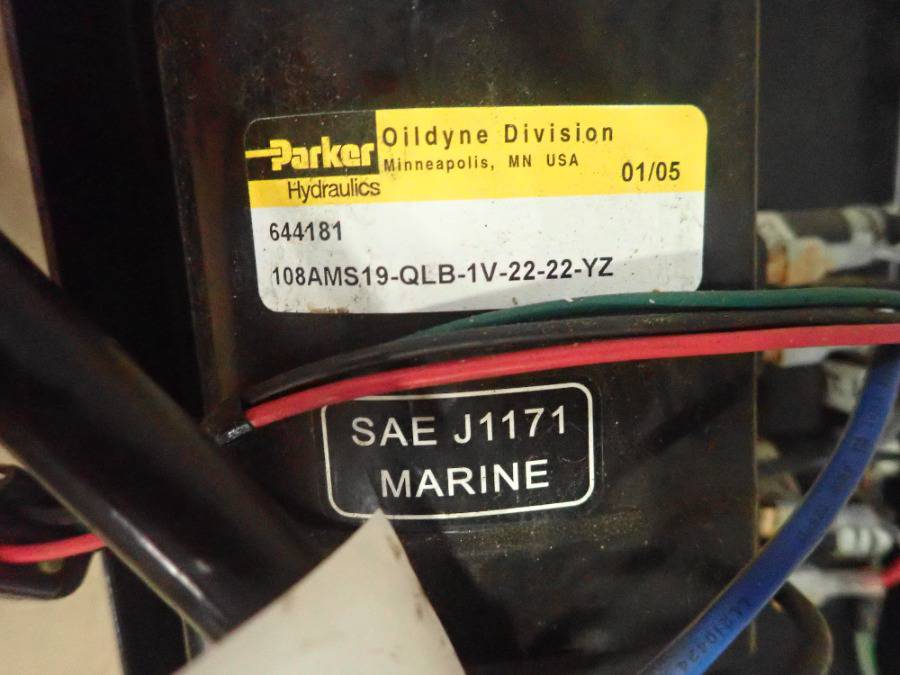 Parker
Hydraulics
Oildyne Division
Minneapolis, MN USA
01/05
644181
108AMS19-QLB-1V-22-22-YZ
SAE J1171
MARINE